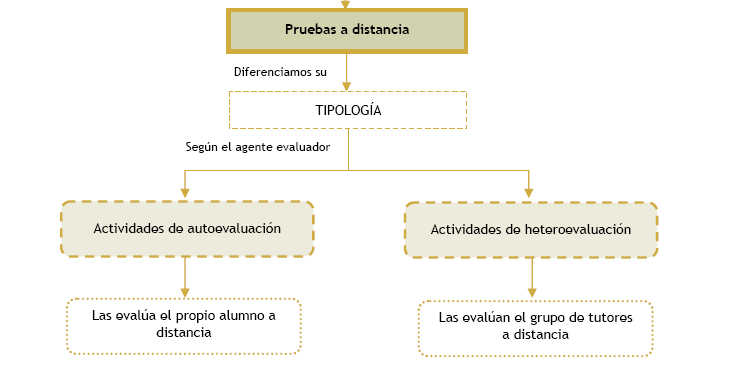 Pruebas a distancia
Diferenciamos su
TIPOLOGÍA
Según el agente evaluador
Actividades de autoevaluación
Actividades de heteroevaluación
Las evalúa el propio alumno a
distancia
Las evalúan el grupo de tutores
a distancia